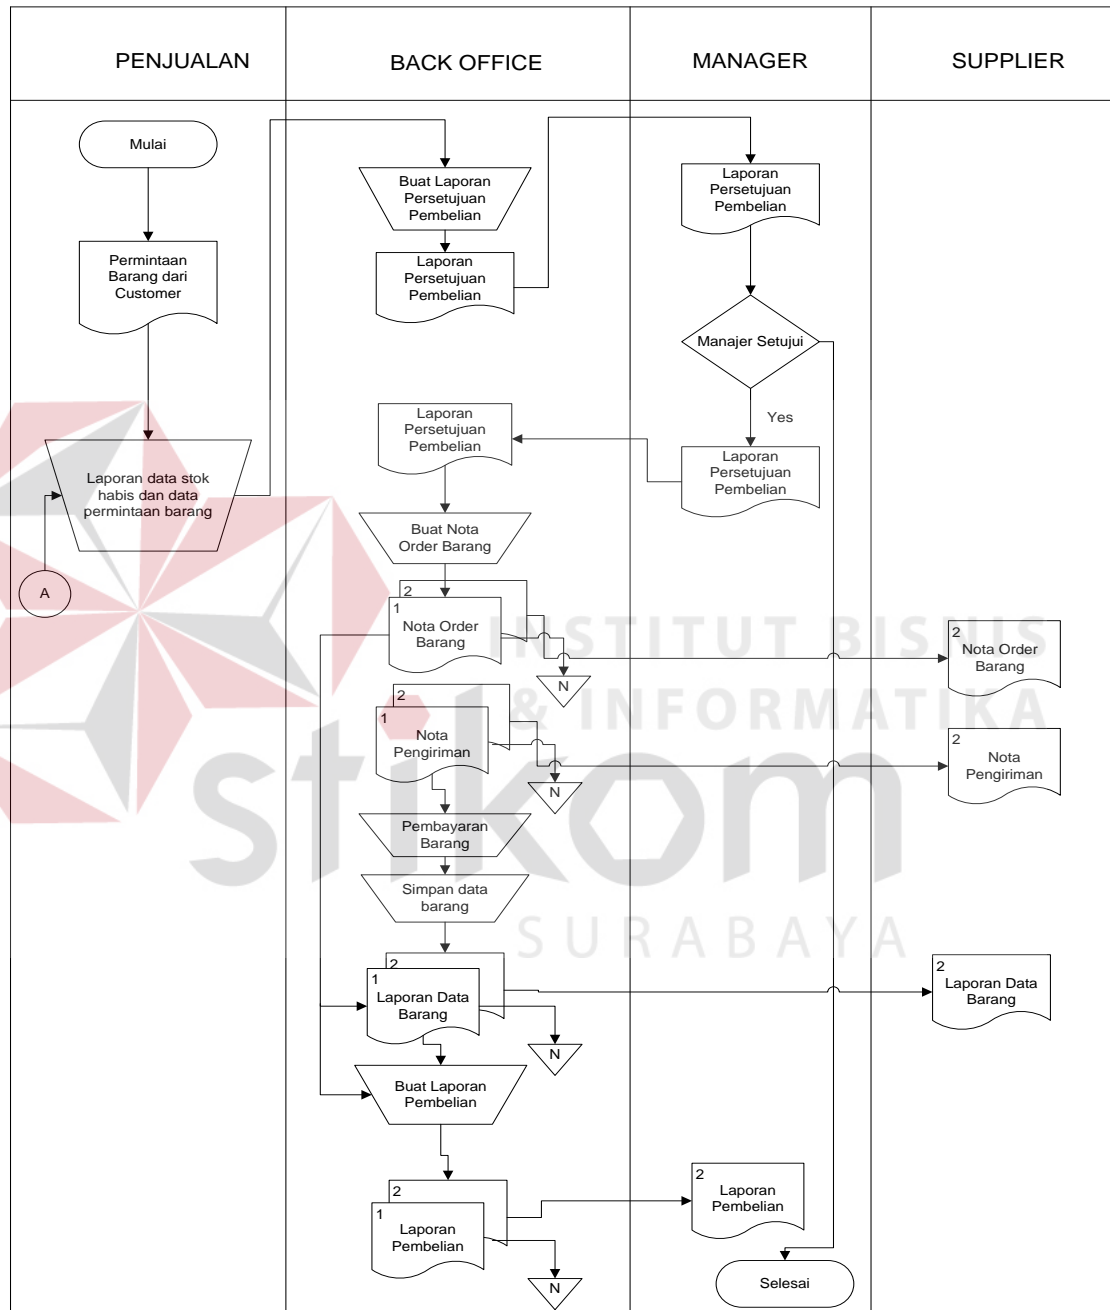 PENJUALAN
BACK OFFICE
MANAGER
SUPPLIER
Mulai
Permintaan
Barang dari
Customer
Laporan data stok
habis dan data
permintaan barang
A
Buat Laporan
Persetujuan
Pembelian
Laporan
Persetujuan
Pembelian
Laporan
Persetujuan
Pembelian
Manajer Setujui
Yes
Laporan
Persetujuan
Pembelian
Laporan
Persetujuan
Pembelian
Buat Nota
Order Barang
2
1
Nota Order
Barang
N
2
Nota Order
Barang
2
1
Nota
Pengiriman
N
2
Nota
Pengiriman
Pembayaran
Barang
Simpan data
barang
2
1
Laporan Data
Barang
N
2
Laporan Data
Barang
Buat Laporan
Pembelian
2
1
Laporan
Pembelian
N
2
Laporan
Pembelian
Selesai
INSTITUT BISNIS
& INFORMATIKA
stikom
SURABAYA